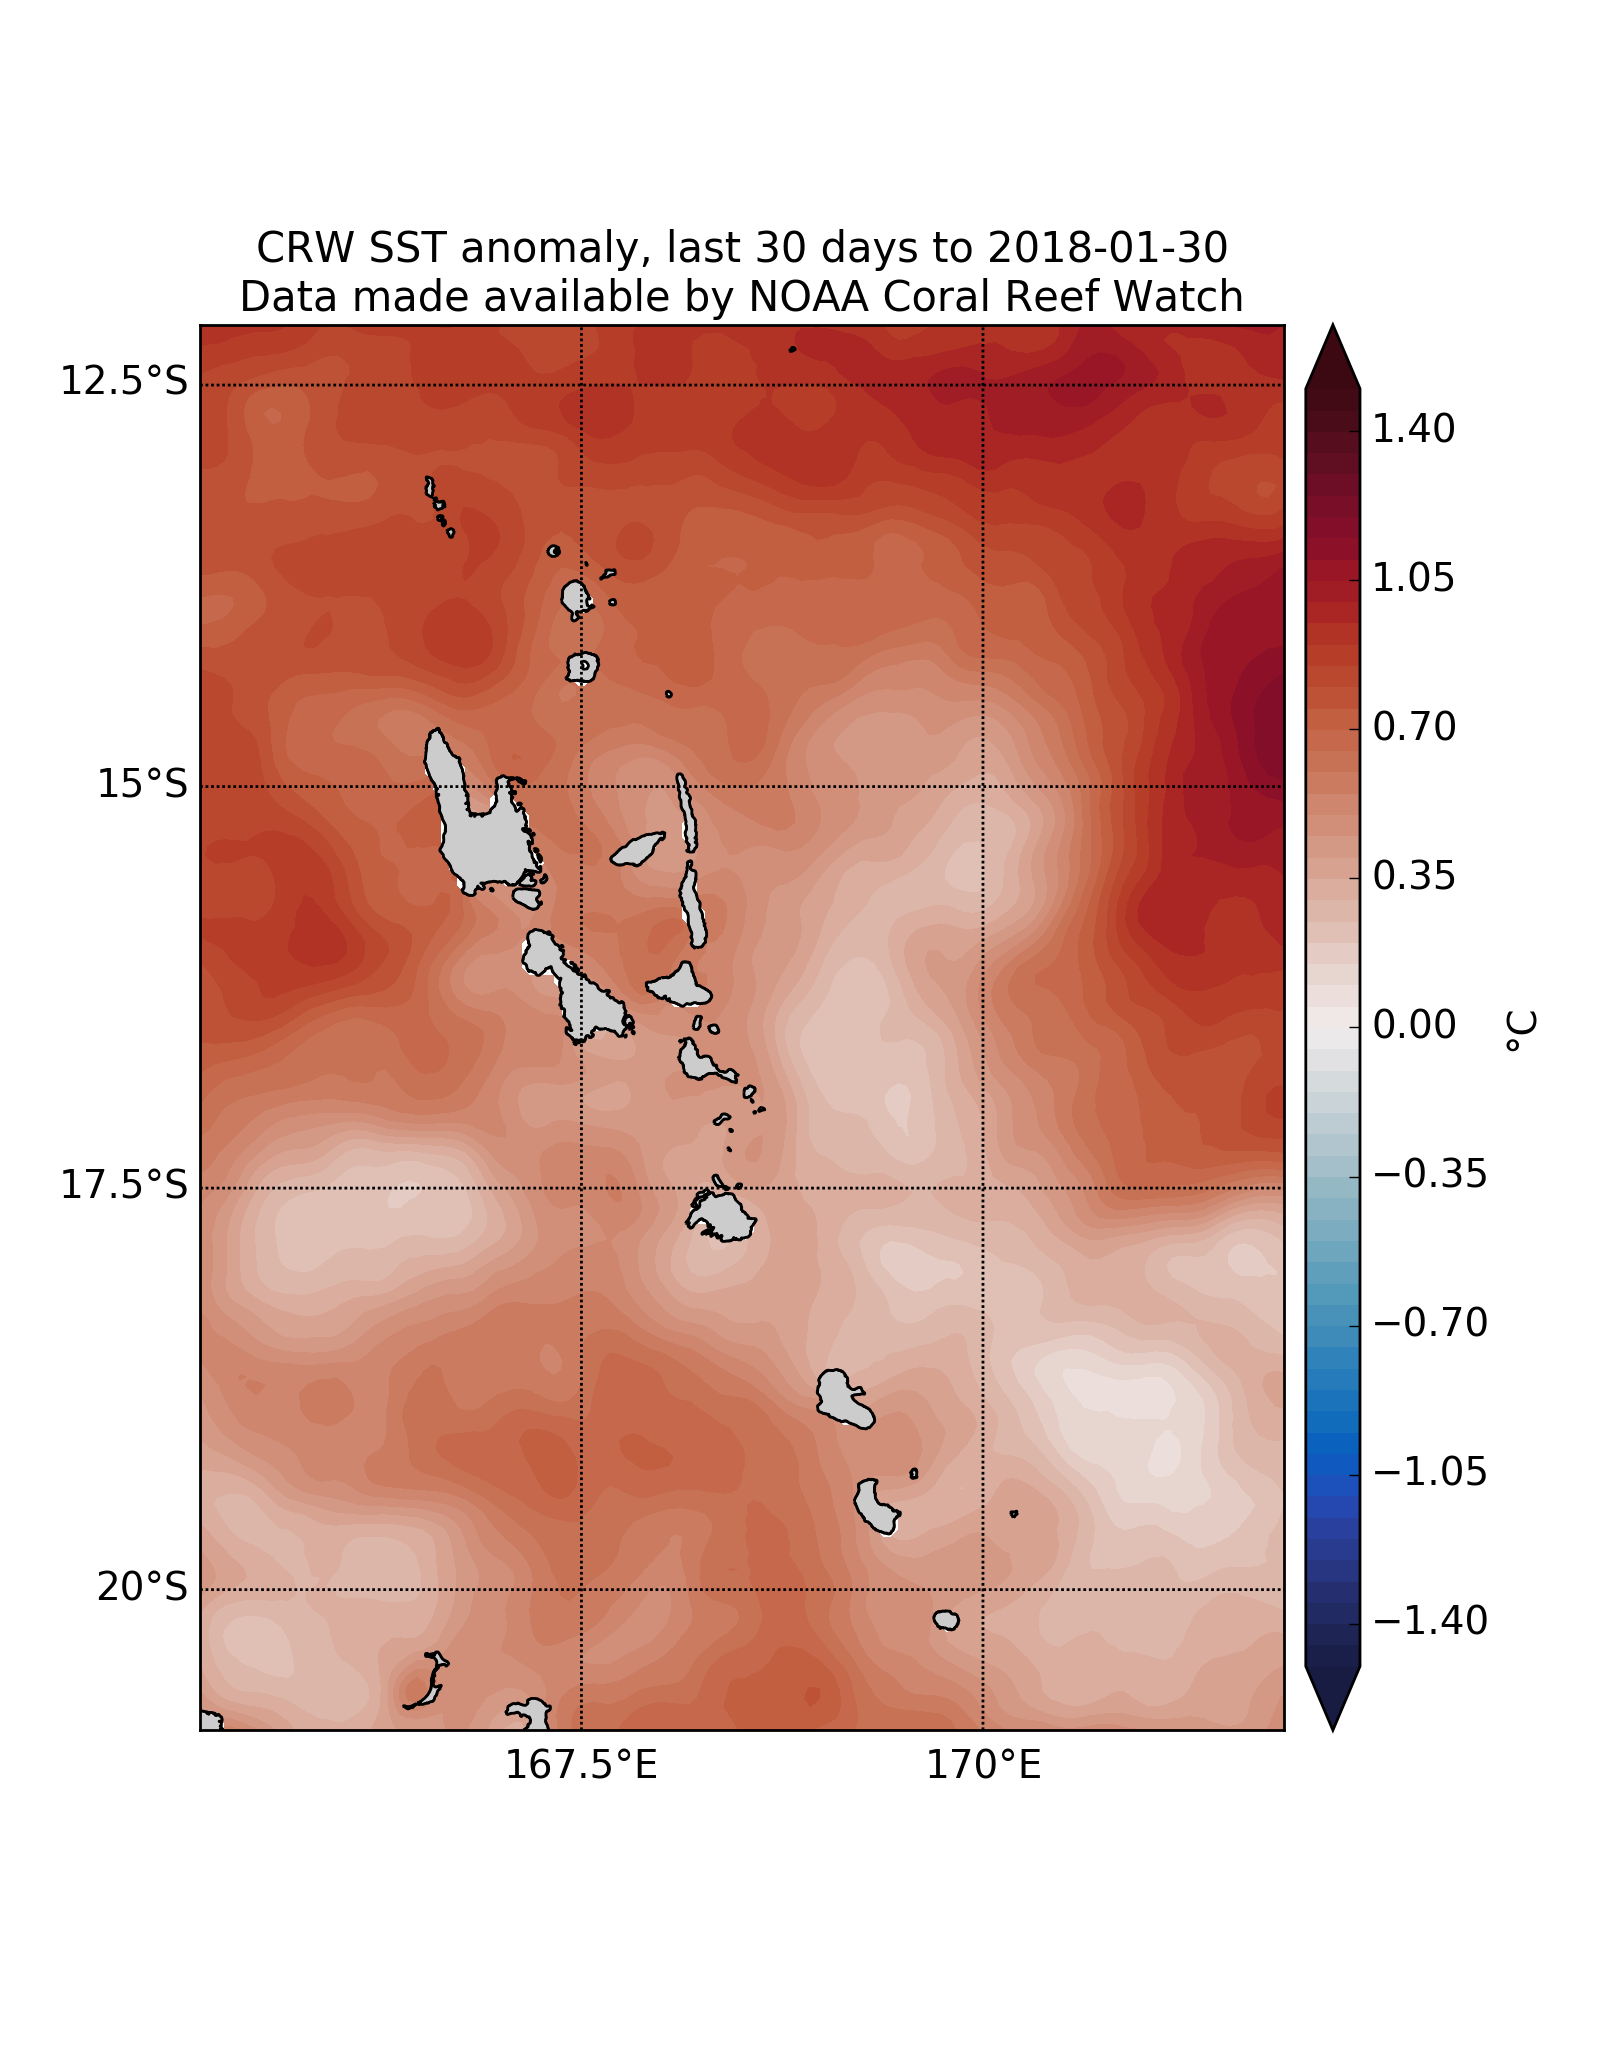 CRW SST anomaly, last 30 days to 2018-01-30
Data made available by NOAA Coral Reef Watch
12.5°S
15°S
17.5°S
20°S
167.5°E
170°E
1.40
1.05
0.70
0.35
0.00
−0.35
−0.70
−1.05
−1.40
°C